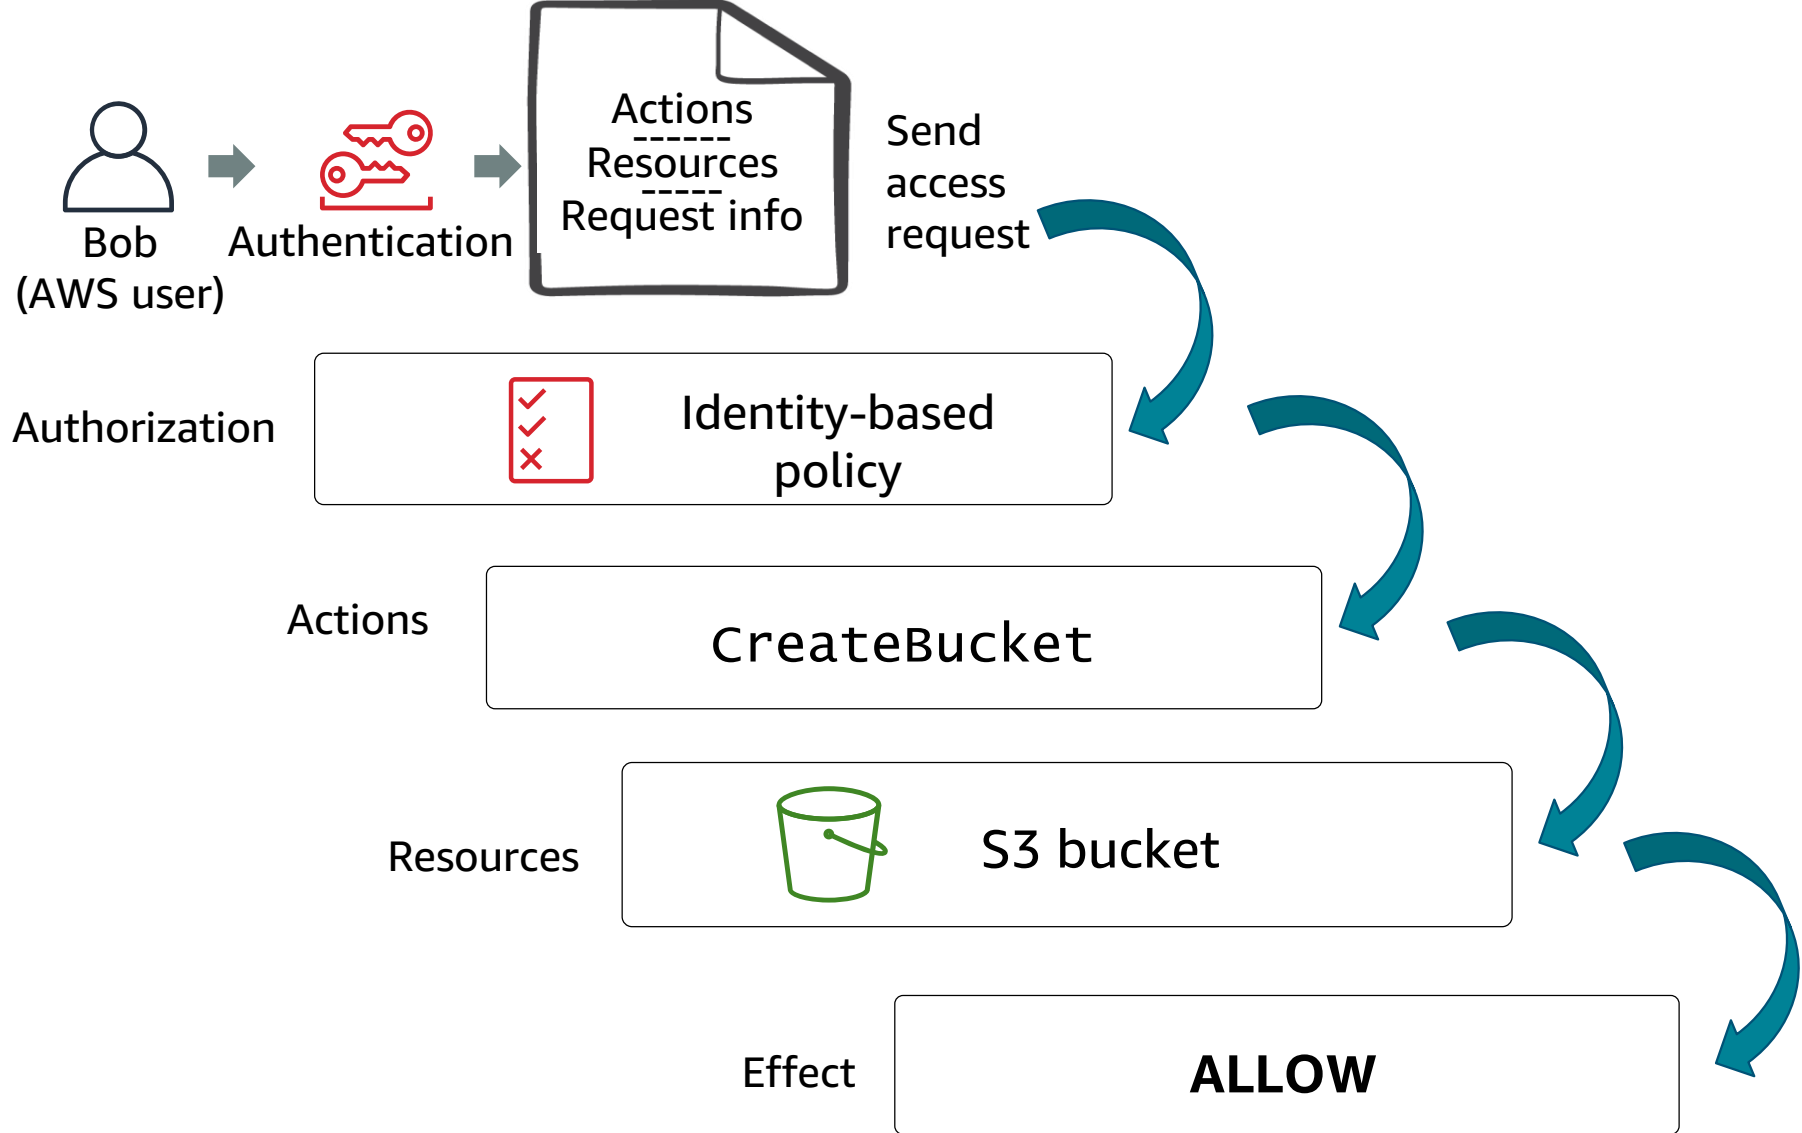 Actions
------
Resources
-----
Request info
Send
access
request
Bob
(AWS user)
Authentication
Authorization
Identity-based
policy
Actions
CreateBucket
Resources
S3 bucket
Effect
ALLOW